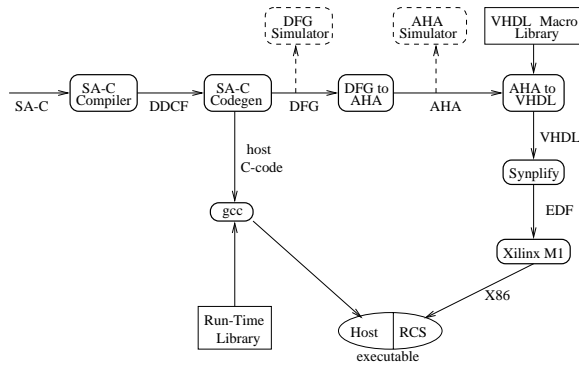 DFG
Simulator
AHA
Simulator
VHDL Macro
Library
SA-C
SA-C
Compiler
DDCF
SA-C
Codegen
DFG
DFG to
AHA
AHA
AHA to
VHDL
VHDL
host
C-code
Synplify
gcc
EDF
Xilinx M1
X86
Run-Time
Library
Host
RCS
executable